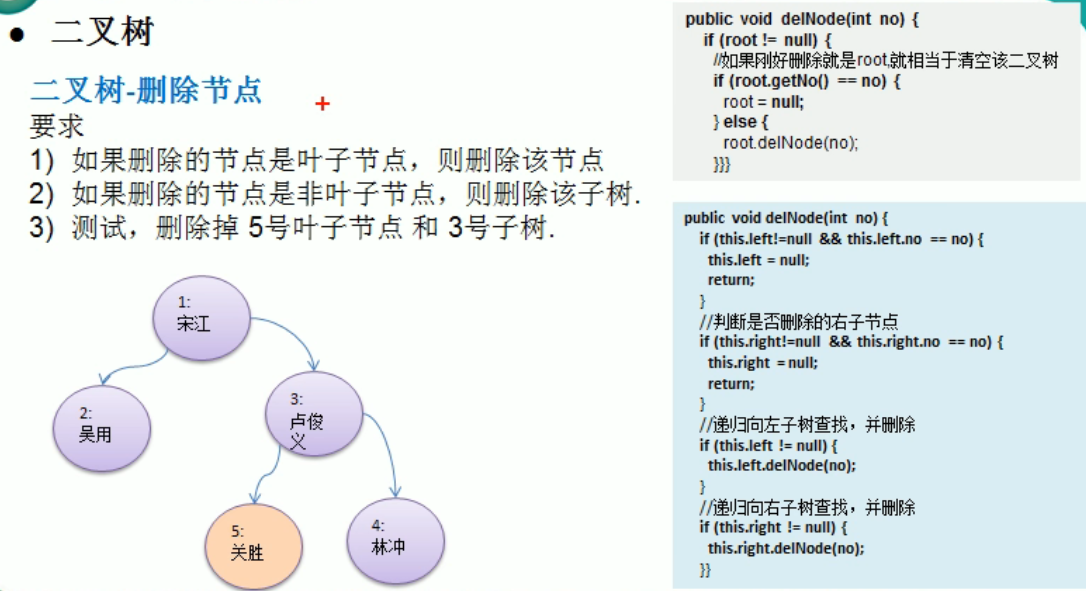 ● 二叉树
二叉树-删除节点
要求
1) 如果删除的节点是叶子节点，则删除该节点
2) 如果删除的节点是非叶子节点，则删除该子树.
3) 测试，删除掉 5号叶子节点 和 3号子树.
1:
宋江
2:
吴用
3:
卢俊
义
5:
关胜
4:
林冲
public void delNode(int no) {
if (root != null) {
//如果刚好删除就是root,就相当于清空该二叉树
if (root.getNo() == no) {
root = null;
} else {
root.delNode(no);
}}}
public void delNode(int no) {
if (this.left!=null && this.left.no == no) {
this.left = null;
return;
}
//判断是否删除的右子节点
if (this.right!=null && this.right.no == no) {
this.right = null;
return;
}
//递归向左子树查找，并删除
if (this.left != null) {
this.left.delNode(no);
}
//递归向右子树查找，并删除
if (this.right != null) {
this.right.delNode(no);
}}